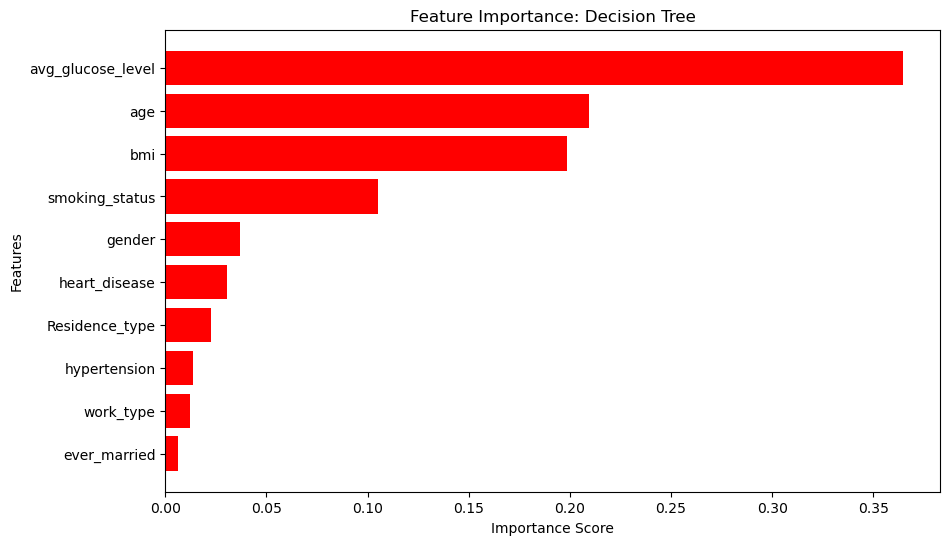 Feature Importance: Decision Tree
avg_glucose_level
age
bmi
smoking_status
gender
heart_disease
Residence_type
hypertension
work_type
ever_married
Features
0.00 0.05 0.10 0.15 0.20 0.25 0.30 0.35
Importance Score